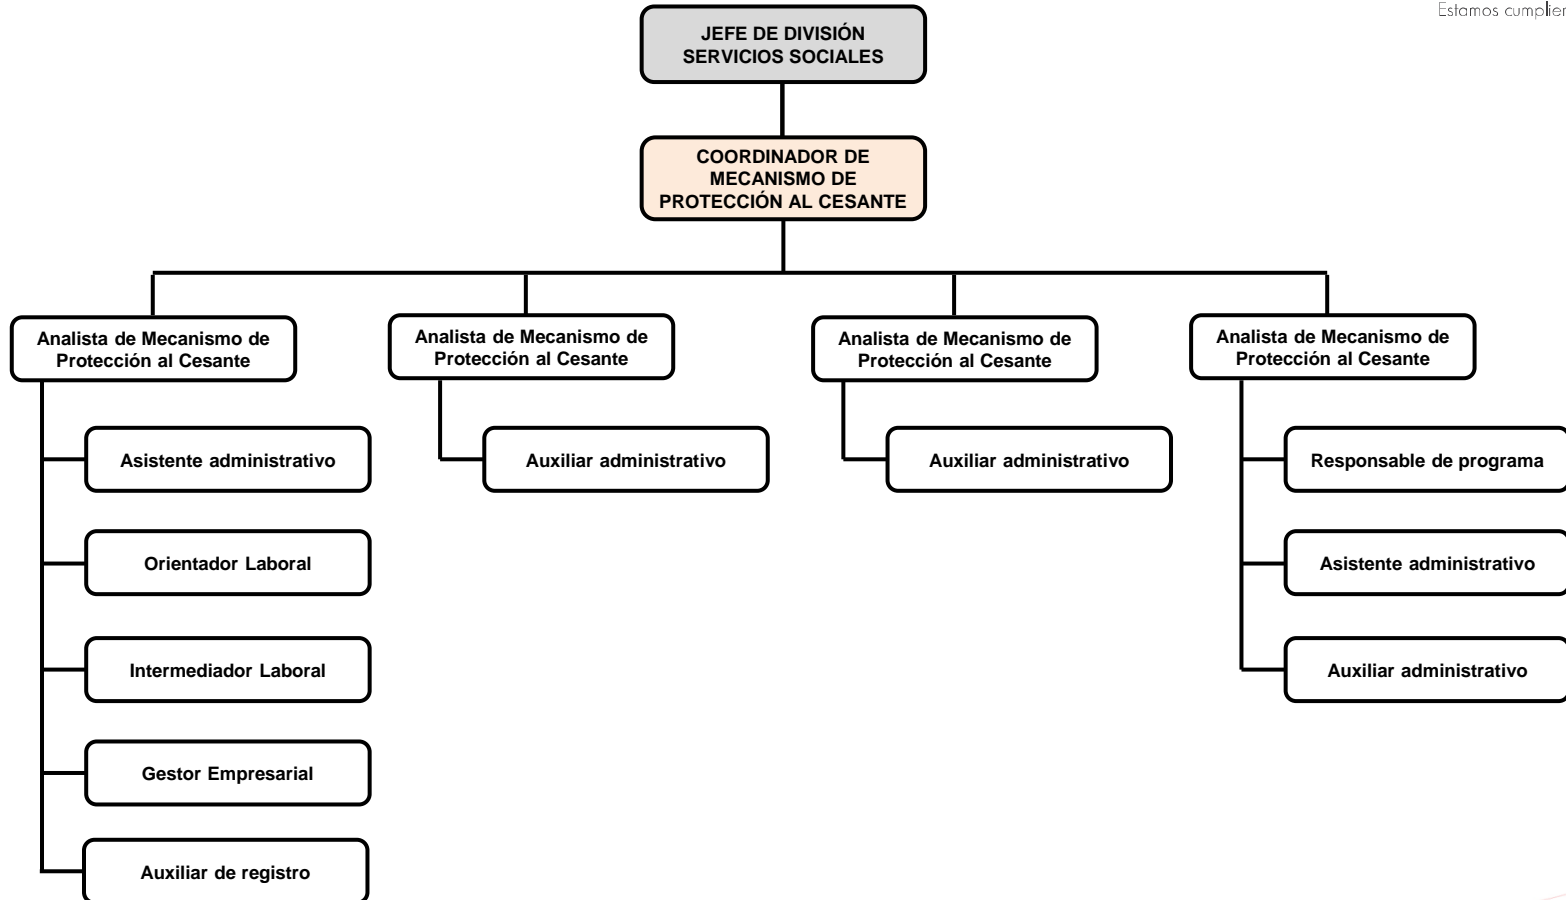 Estamos
JEFE DE DIVISIÓN
SERVICIOS SOCIALES
COORDINADOR DE
MECANISMO DE
PROTECCIÓN AL CESANTE
Analista de Mecanismo de
Protección al Cesante
Analista de Mecanismo de
Protección al Cesante
Analista de Mecanismo de
Protección al Cesante
Analista de Mecanismo de
Protección al Cesante
Asistente administrativo
Orientador Laboral
Intermediador Laboral
Gestor Empresarial
Auxiliar de registro
Auxiliar administrativo
Auxiliar administrativo
Responsable de programa
Asistente administrativo
Auxiliar administrativo